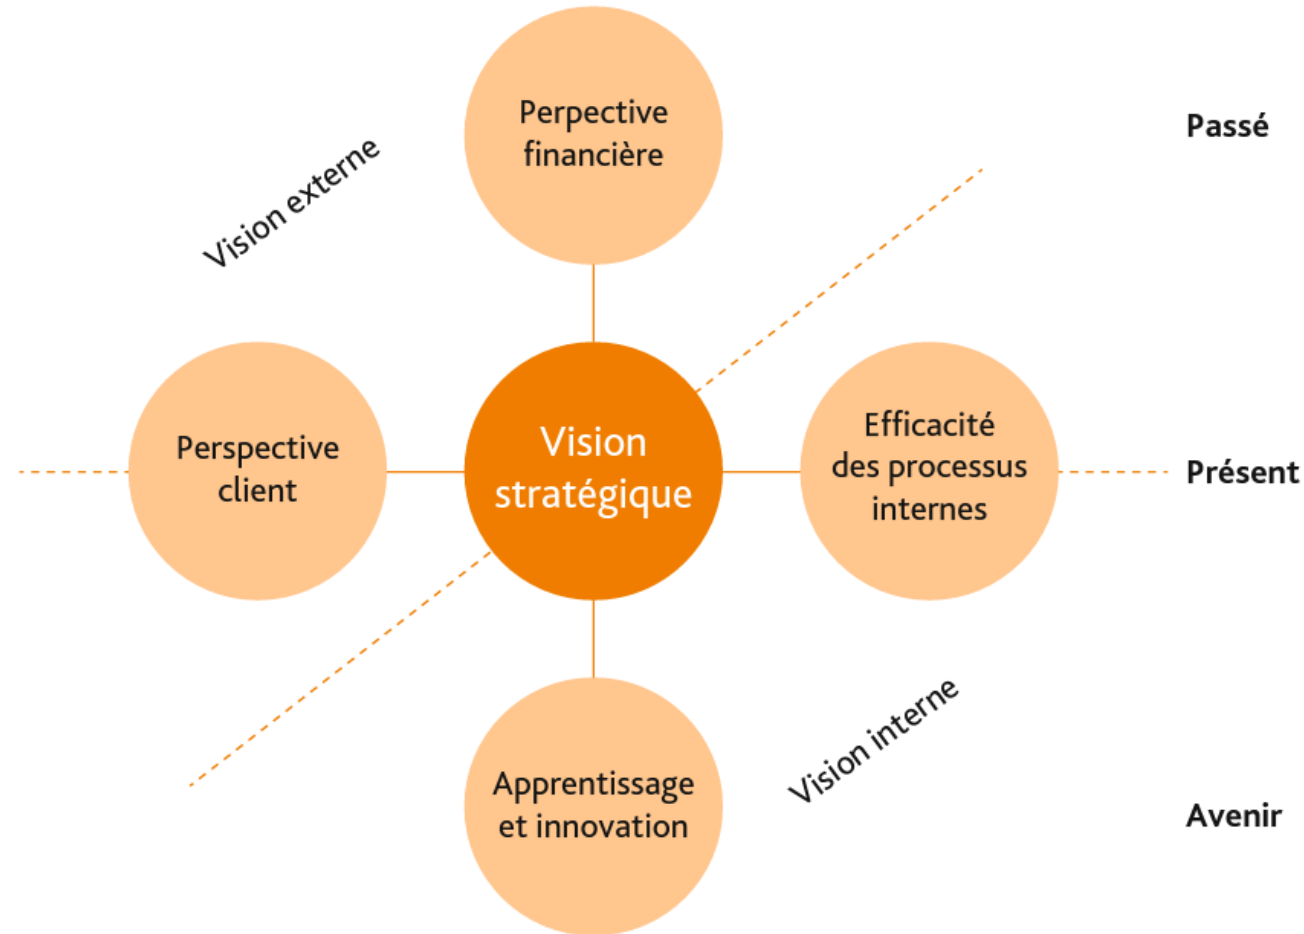 Perpective
financière
Passé
Vision externe
Perspective
client
Vision
stratégique
Efficacité
des processus
internes
Présent
Apprentissage
et innovation
Vision interne
Avenir